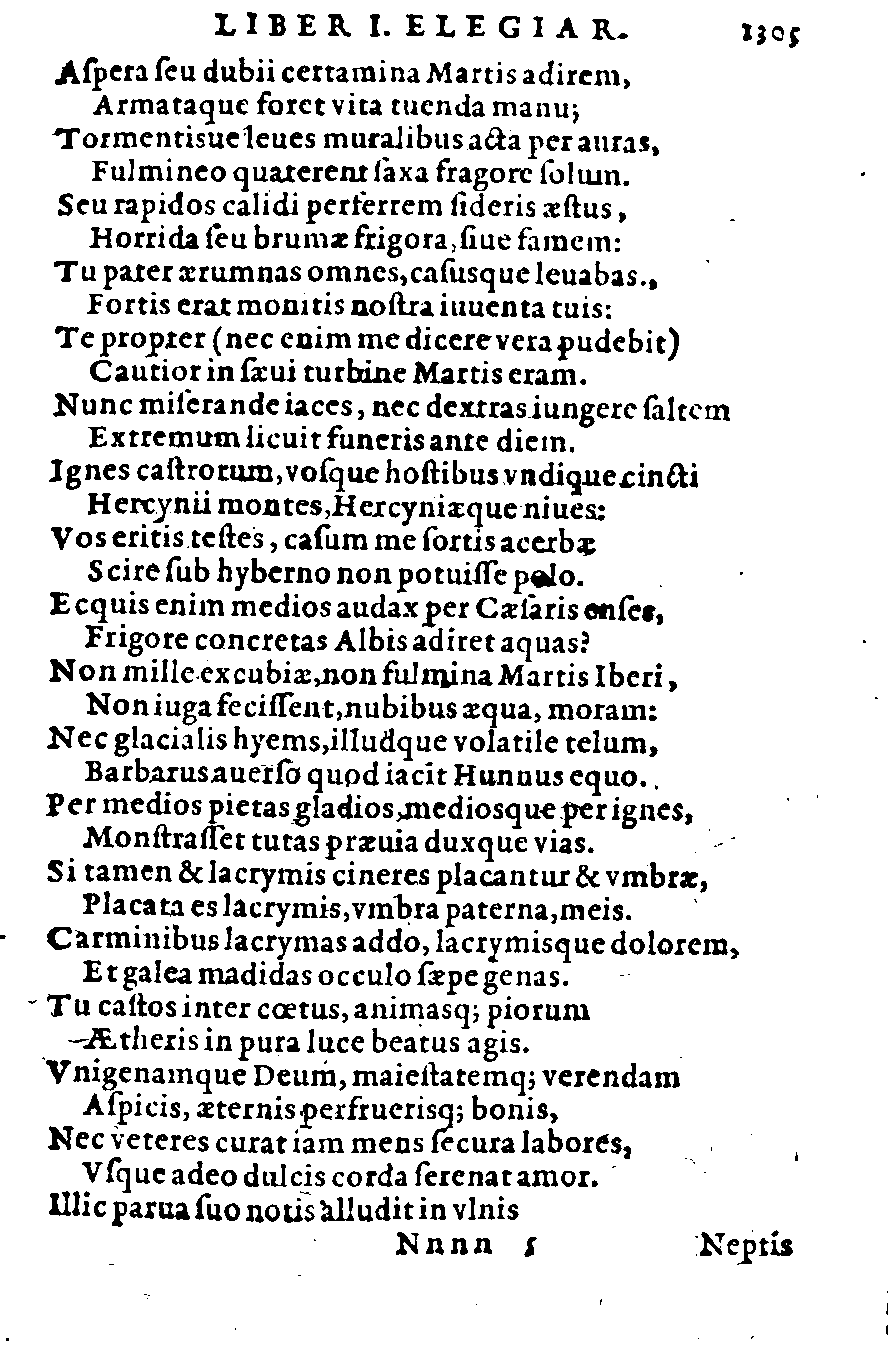 LIBER I. ELEGIAR. 1305
Aſpera ſeu dubii certamina Martis adirem,
Armataque foret vita tuenda manu;
Tormentisue leues muralibus acta per auras,
Fulmineo quaterent ſaxa fragore ſolum.
Seu rapidos calidi perferrem ſideris æſtus,
Horrida ſeu brumæ frigora, ſiue famem:
Tu pater ærumnas omnes, caſusque leuabas.,
Fortis erat monitis noſtra iuuenta tuis:
Te propter (nec enim me dicere vera pudebit)
Cautior in ſæui turbine Martis eram.
Nunc miſerande iaces, nec dextras iungere ſaltem
Extremum licuit funeris ante diem.
Ignes caſtrorum, voſque hoſtibus vndique cincti
Hercynii montes, Hercyniæque niues:
Vos eritis teſtes, caſum me ſortis acerbæ
Scire ſub hyberno non potuiſſe polo.
Ecquis enim medios audax per Cæſaris enſes,
Frigore concretas Albis adiret aquas?
Non mille excubiæ, non fulmina Martis Iberi,
Non iuga feciſſent, nubibus æqua, moram:
Nec glacialis hyems, illudque volatile telum,
Barbarus auerſo quod iacit Hunnus equo.
Per medios pietas gladios, mediosque per ignes,
Monſtraſſet tutas præuia duxque vias.
Si tamen & lacrymis cineres placantur & vmbræ,
Placata es lacrymis, vmbra paterna, meis.
Carminibus lacrymas addo, lacrymisque dolorem,
Et galea madidas occulo ſæpe genas.
Tu caſtos inter cœtus, animasq; piorum
Ætheris in pura luce beatus agis.
Vnigenamque Deum, maieſtatemq; verendam
Aſpicis, æternis perfruerisq; bonis,
Nec veteres curat iam mens ſecura labores,
Vſque adeo dulcis corda ſerenat amor.
Illic parua ſuo notis alludit in vlnis
Nnnn 5 Neptis